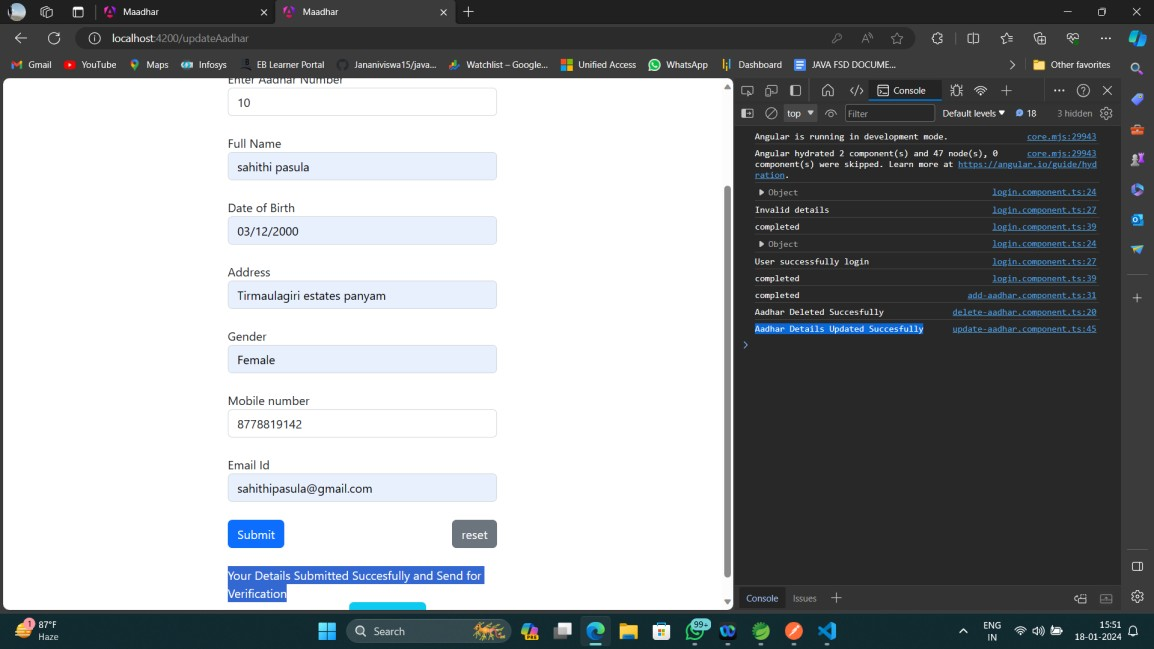 Maadhar
Maadhar
localhost:4200/updateAadhar
Gmail YouTube Maps Infosys EB Learner Portal Jananiviswa15/java... Watchlist – Google... Unified Access WhatsApp Dashboard JAVA FSD DOCUME... Other favorites
Enter Aadhar Number
10
Full Name
sahithi pasula
Date of Birth
03/12/2000
Address
Tirmaulagiri estates panyam
Gender
Female
Mobile number
8778819142
Email Id
sahithipasula@gmail.com
Submit reset
Your Details Submitted Succesfully and Send for
Verification
Console
top Filter Default levels 18 3 hidden
Angular is running in development mode. core.mjs:29943
Angular hydrated 2 component(s) and 47 node(s), 0 core.mjs:29943
component(s) were skipped. Learn more at https://angular.io/guide/hyd
ration.
Object login.component.ts:24
Invalid details login.component.ts:27
completed login.component.ts:39
Object login.component.ts:24
User successfully login login.component.ts:27
completed login.component.ts:39
completed add-aadhar.component.ts:31
Aadhar Deleted Succesfully delete-aadhar.component.ts:20
Aadhar Details Updated Succesfully update-aadhar.component.ts:45
Console Issues
1
87°F
Haze
Search
99+
ENG
IN
15:51
18-01-2024